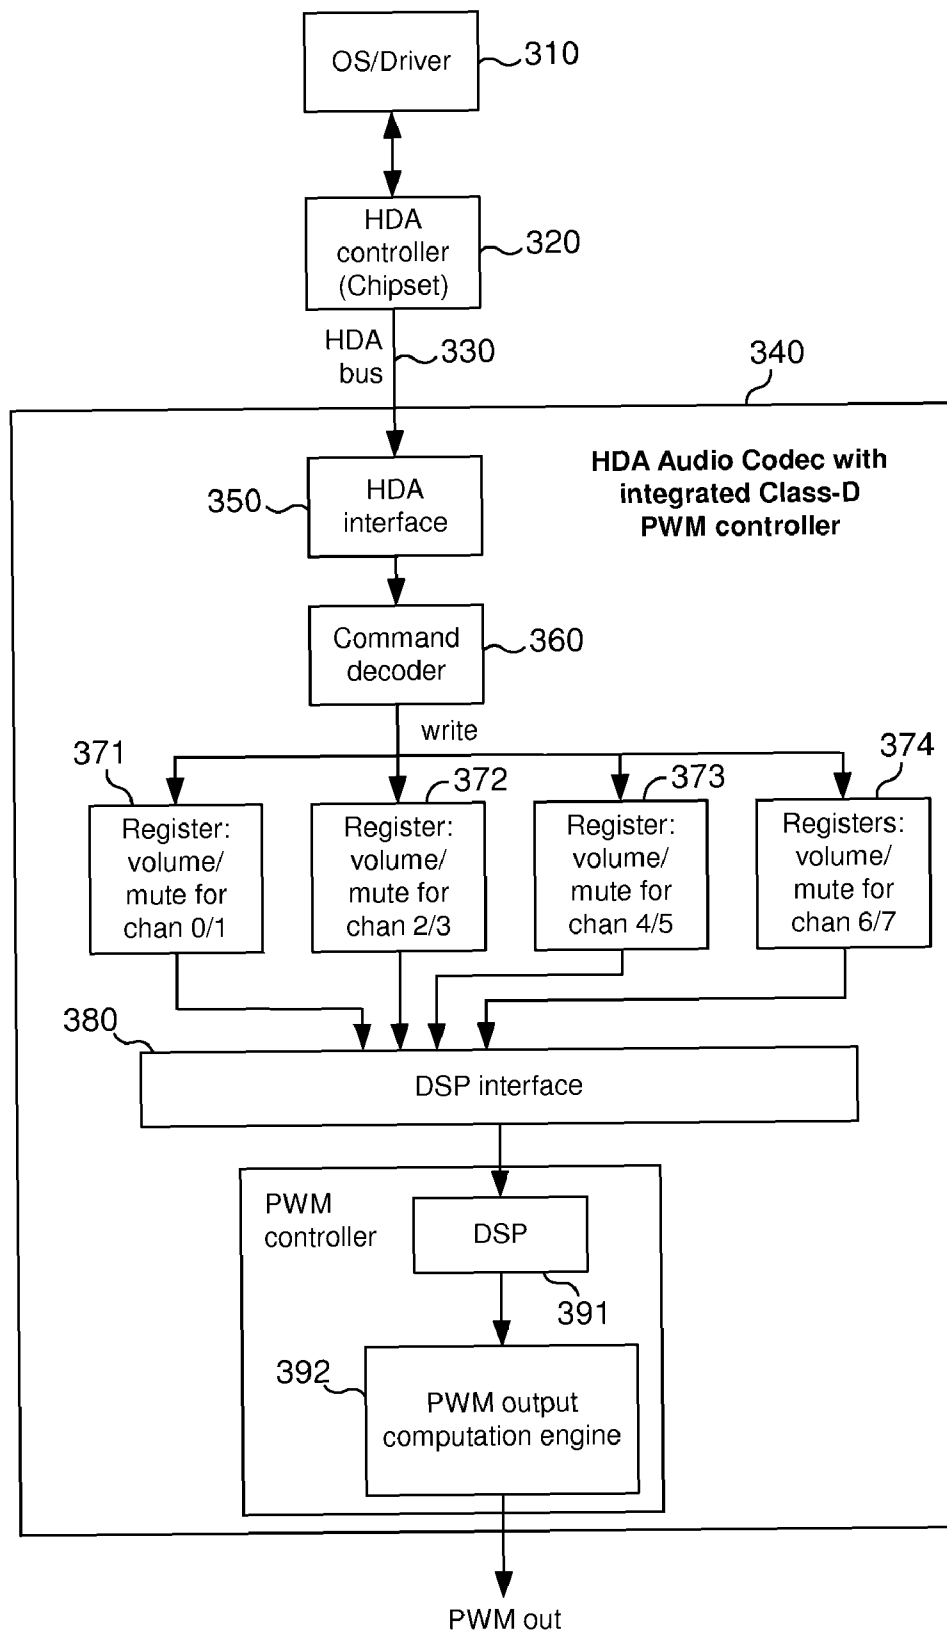 OS/Driver
310
HDA
controller
(Chipset)
320
HDA
bus
330
340
HDA Audio Codec with
integrated Class-D
PWM controller
350
HDA
interface
Command
decoder
360
write
371
372
373
374
Register:
volume/
mute for
chan 0/1
Register:
volume/
mute for
chan 2/3
Register:
volume/
mute for
chan 4/5
Registers:
volume/
mute for
chan 6/7
380
DSP interface
PWM
controller
DSP
391
392
PWM output
computation engine
PWM out